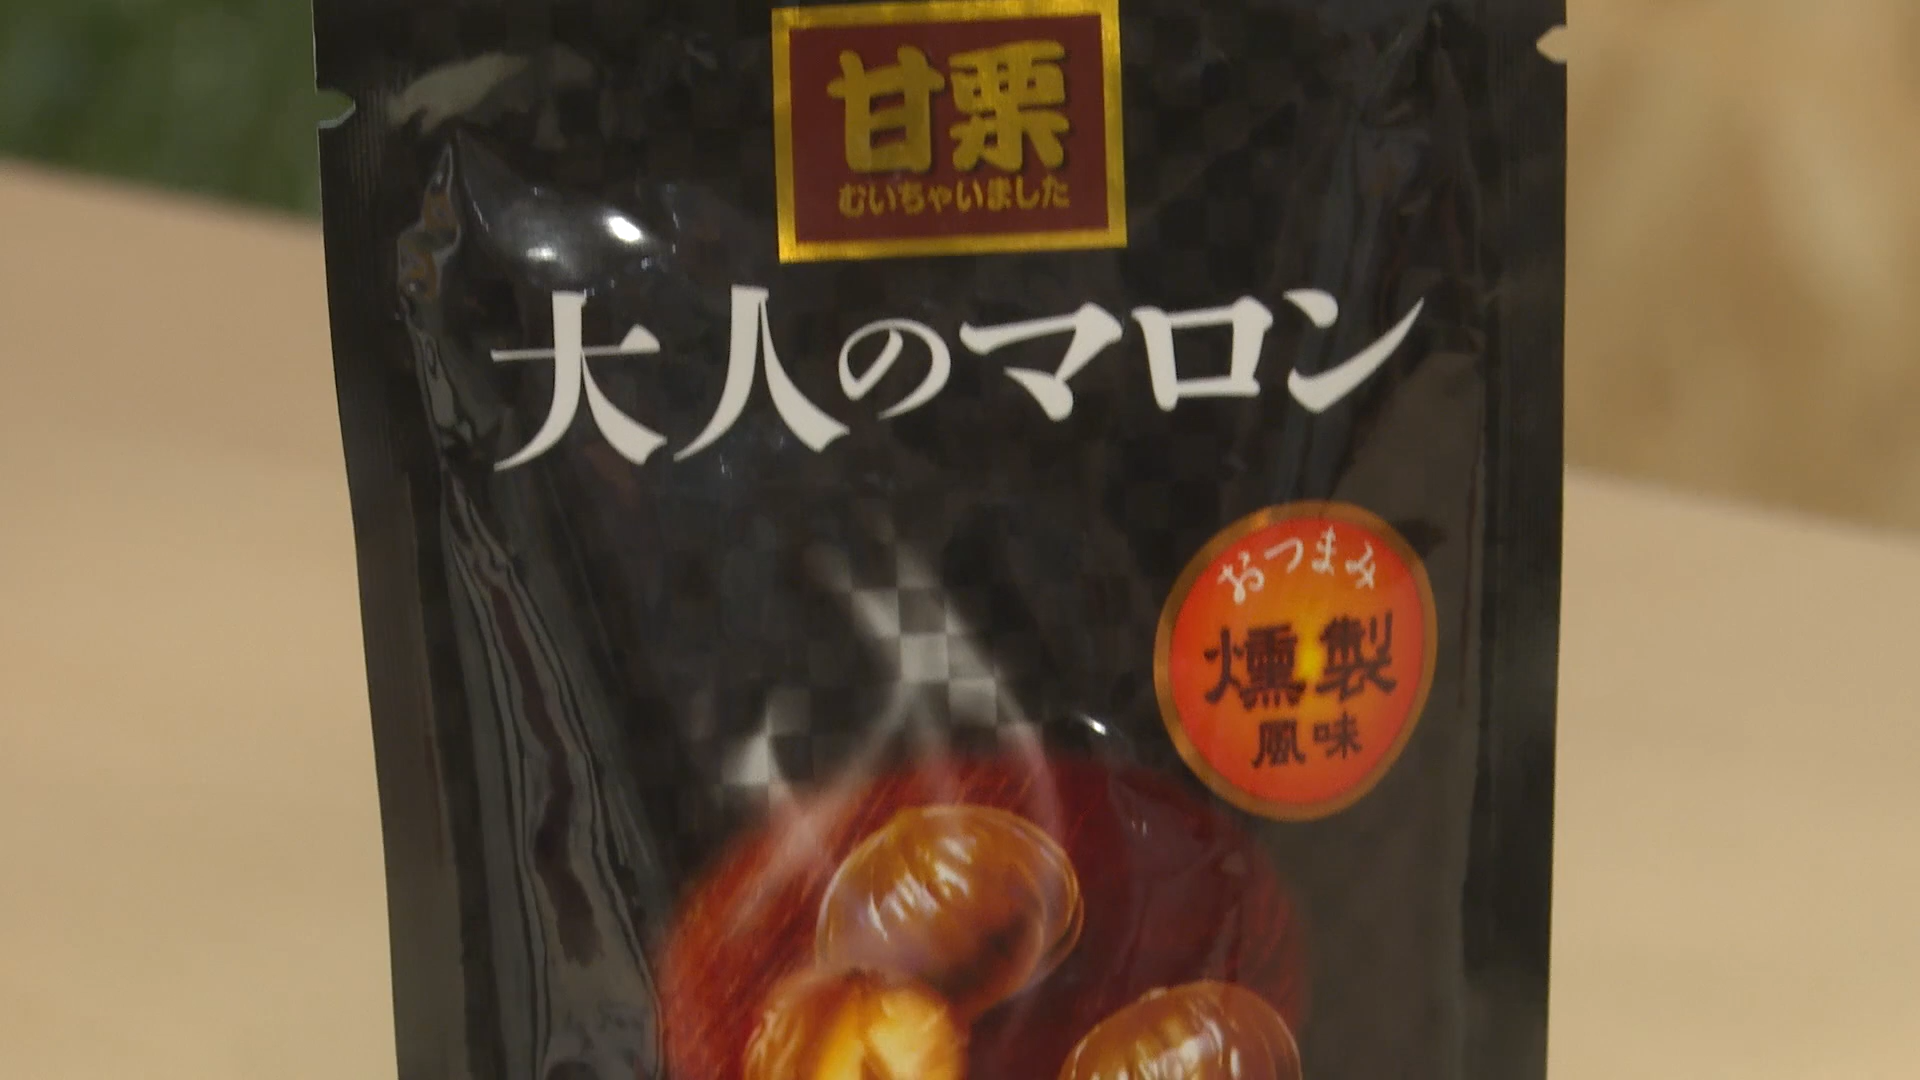 甘栗
むいちゃいました
大人のマロン
おつまみ
燻製
風味